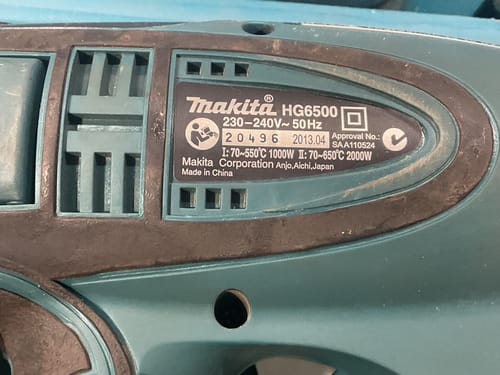 makita® HG6500
230-240V~50Hz
20496 2013.04 Approval No.:
SAA110524
I: 70~550℃ 1000W II: 70~650℃ 2000W
Makita Corporation Anjo,Aichi,Japan
Made in China